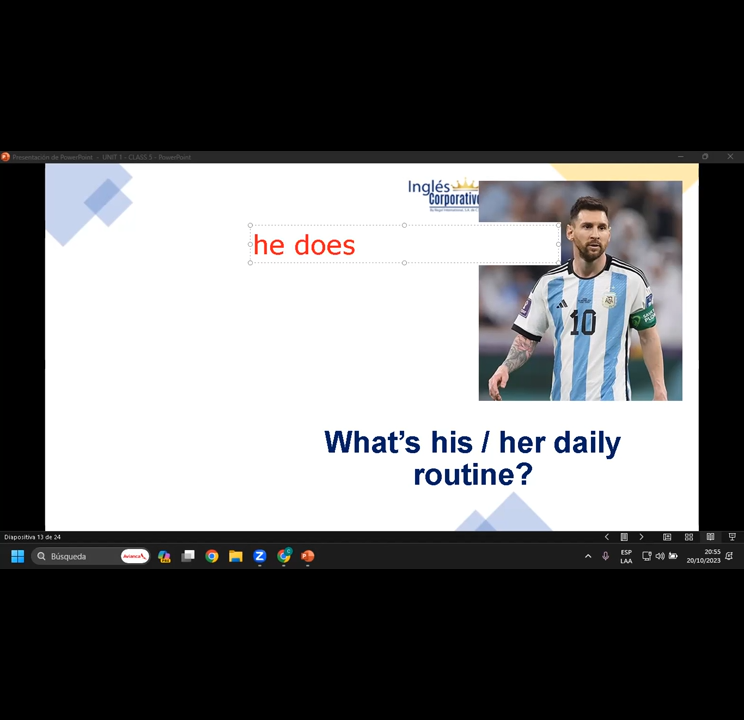 Presentación de PowerPoint - UNIT 1 - CLASS 5 - PowerPoint
Inglés
Corporativo
he does
10
What's his / her daily
routine?
Diapositiva 13 de 24
Búsqueda
Avianca
ESP
LAA
20:55
20/10/2023